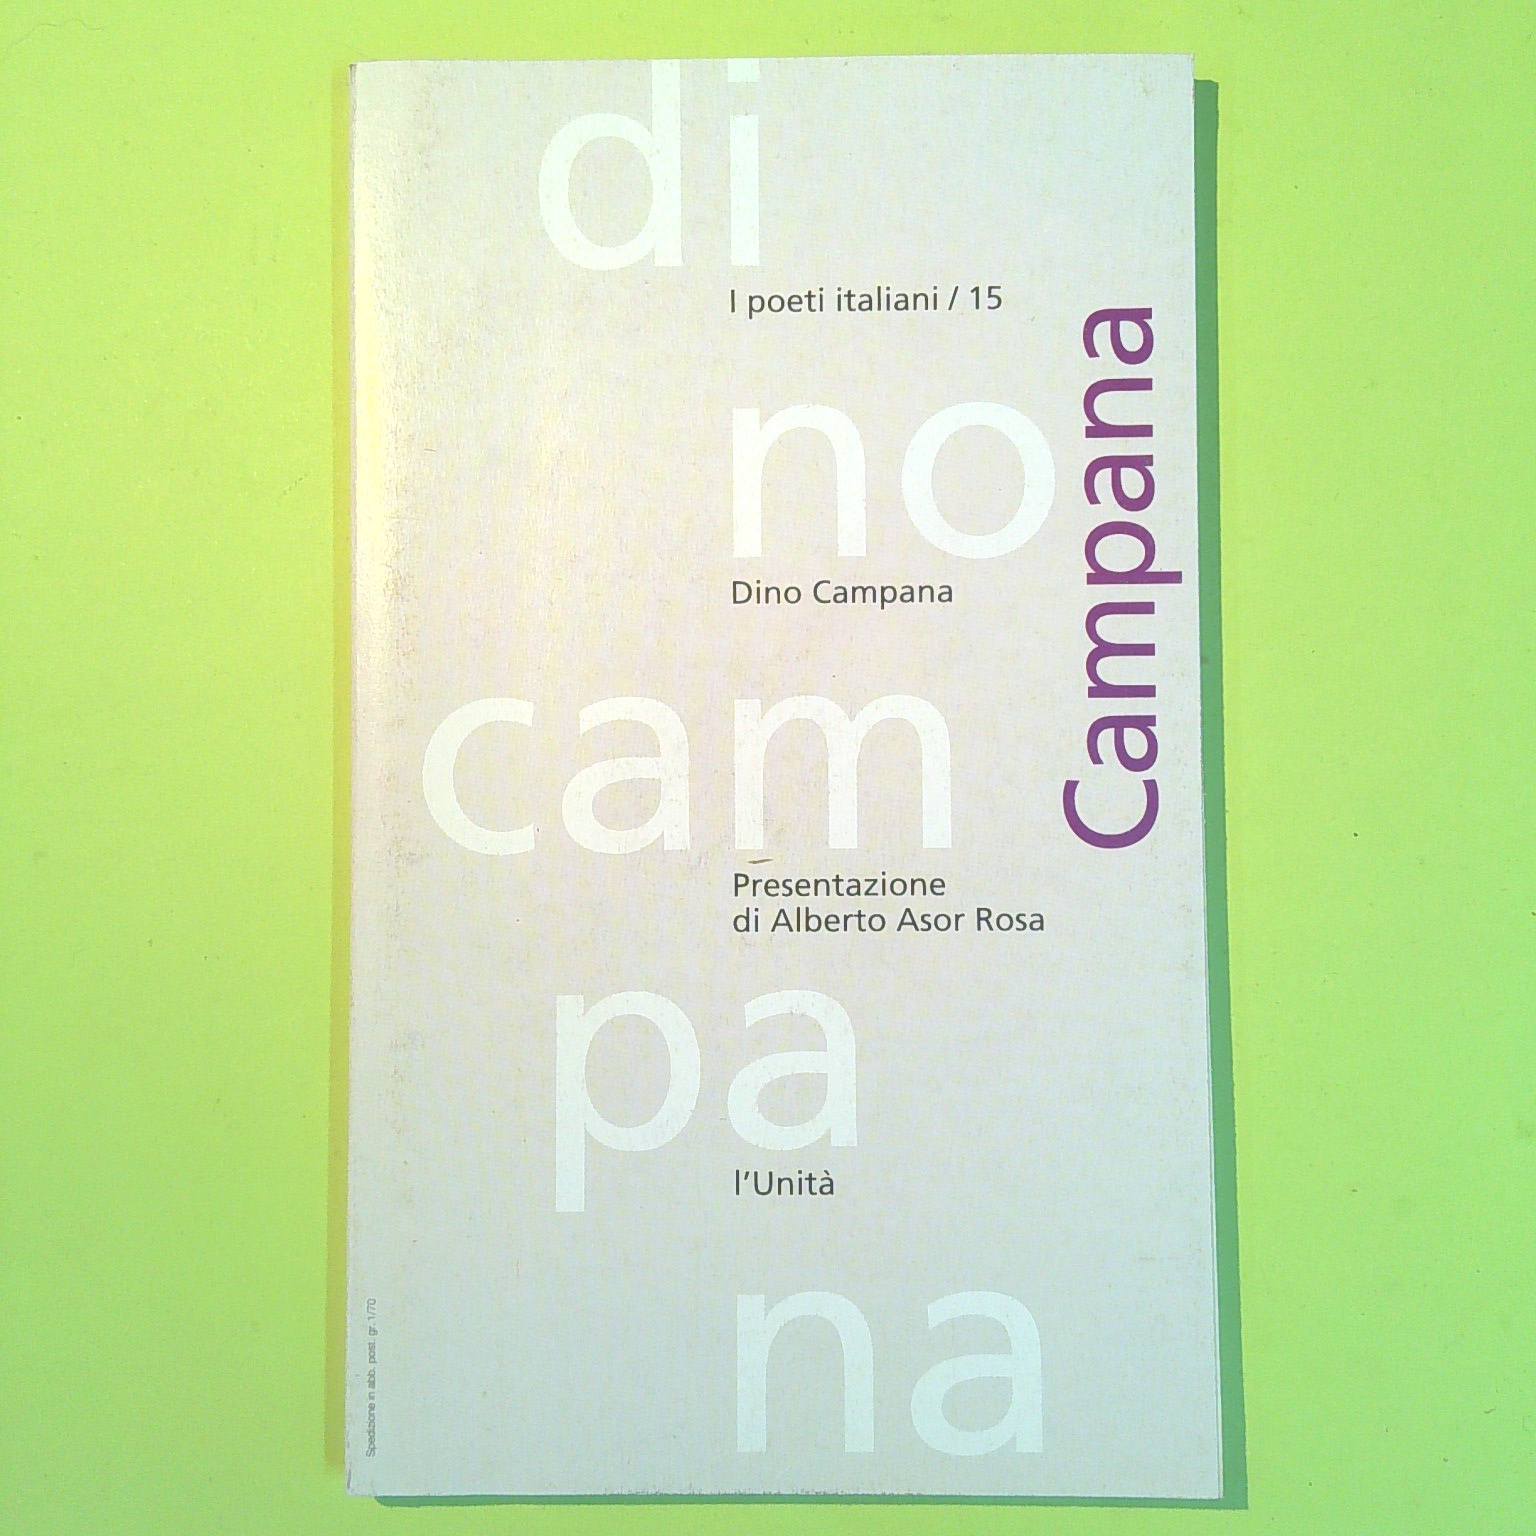 di
I poeti italiani / 15
no
Dino Campana
cam
Presentazione
di Alberto Asor Rosa
pa
l'Unità
na
Campana
Spedizione in abb. post. gr. 1/70